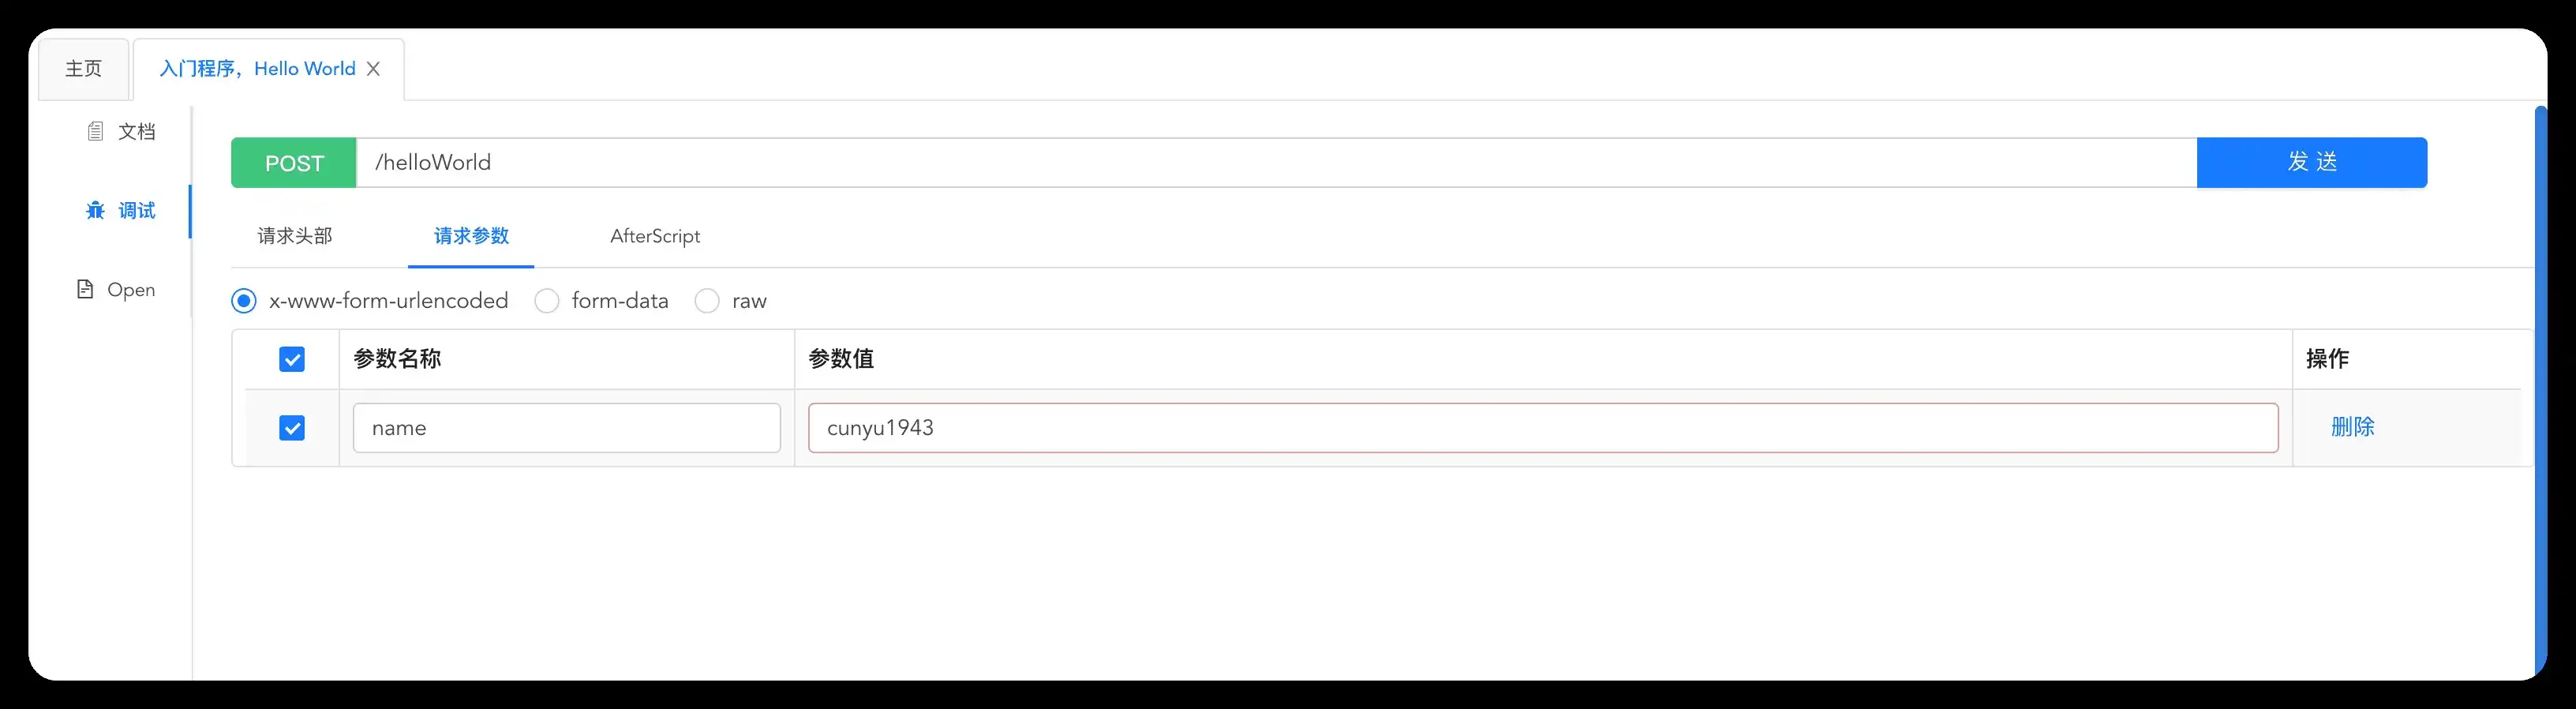 主页
入门程序，Hello World
文档
调试
Open
POST /helloWorld 发 送
请求头部 请求参数 AfterScript
x-www-form-urlencoded form-data raw
参数名称 参数值 操作
name cunyu1943 删除